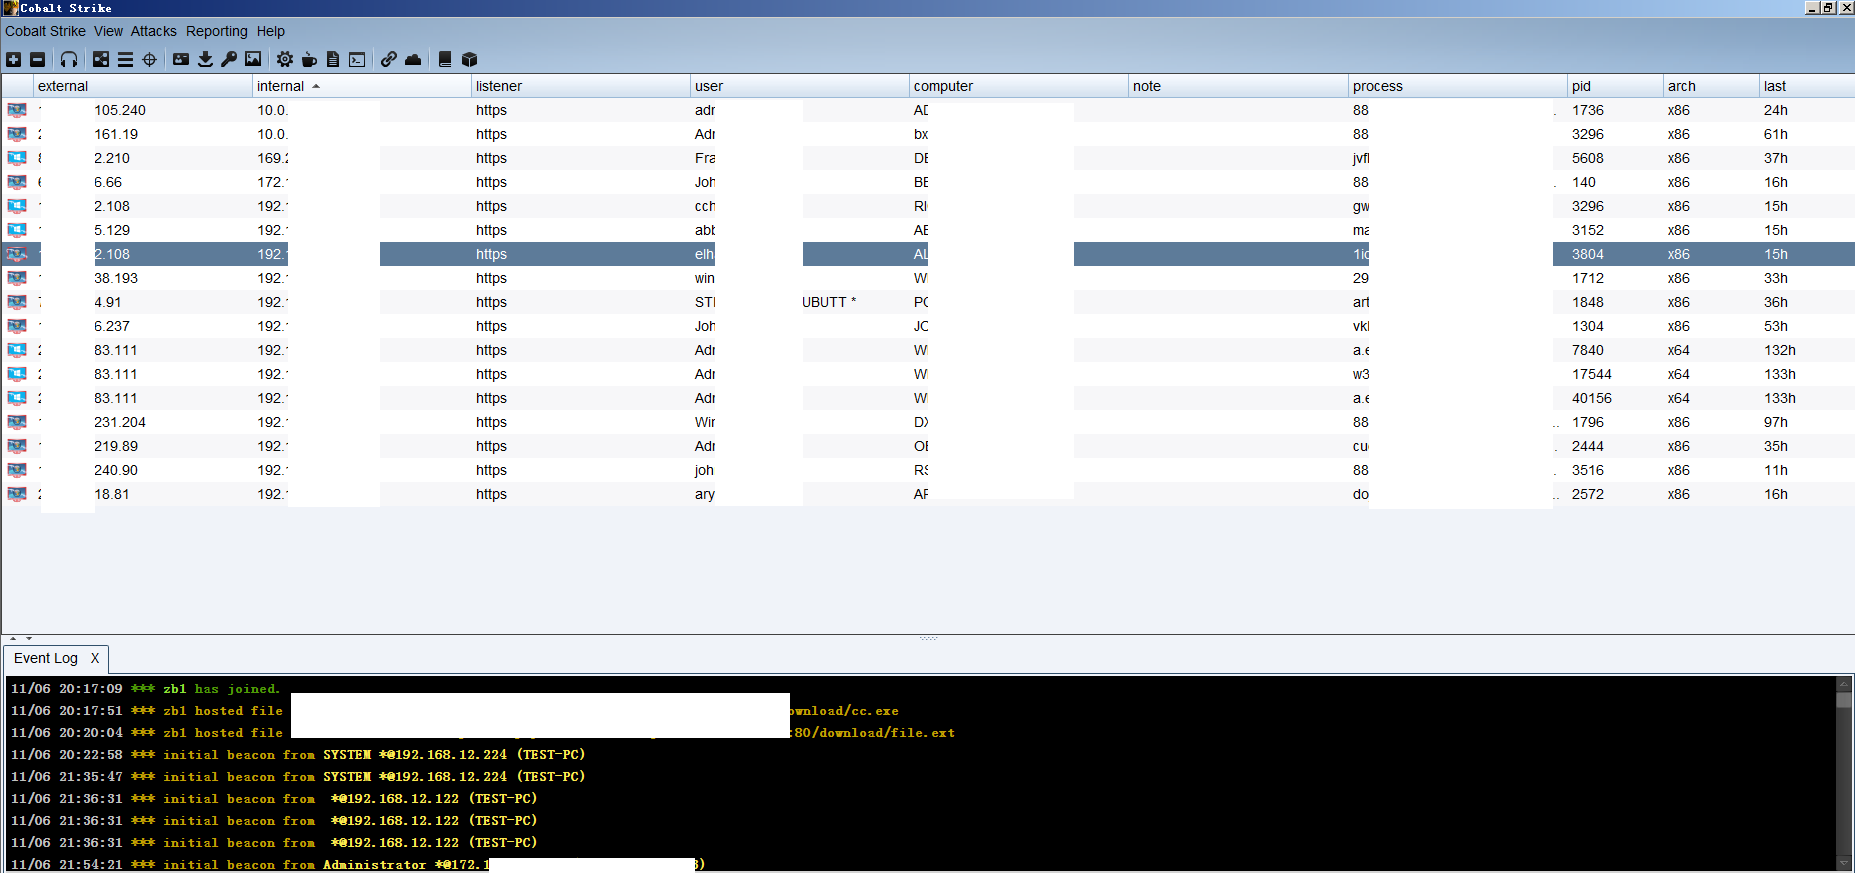 Cobalt Strike
Cobalt Strike View Attacks Reporting Help
external internal listener user computer note process pid arch last
105.240 10.0. https adr AD 88 1736 x86 24h
161.19 10.0. https Adr bx 88 3296 x86 61h
2.210 169.2 https Fra DE jvfl 5608 x86 37h
6.66 172.1 https Joh BE 88 140 x86 16h
2.108 192.1 https cch RI gw 3296 x86 15h
5.129 192.1 https abb AE ma 3152 x86 15h
2.108 192.1 https elh AL 1ic 3804 x86 15h
38.193 192.1 https win W 29 1712 x86 33h
4.91 192.1 https STI UBUTT * PC art 1848 x86 36h
6.237 192.1 https Joh JO vkl 1304 x86 53h
83.111 192.1 https Adr W a.e 7840 x64 132h
83.111 192.1 https Adr W w3 17544 x64 133h
83.111 192.1 https Adr W a.e 40156 x64 133h
231.204 192.1 https Wir DX 88 1796 x86 97h
219.89 192.1 https Adr OE cu 2444 x86 35h
240.90 192.1 https joh RS 88 3516 x86 11h
18.81 192.1 https ary AF do 2572 x86 16h
Event Log X
11/06 20:17:09 *** zb1 has joined.
11/06 20:17:51 *** zb1 hosted file ownload/cc.exe
11/06 20:20:04 *** zb1 hosted file :80/download/file.ext
11/06 20:22:58 *** initial beacon from SYSTEM *@192.168.12.224 (TEST-PC)
11/06 21:35:47 *** initial beacon from SYSTEM *@192.168.12.224 (TEST-PC)
11/06 21:36:31 *** initial beacon from *@192.168.12.122 (TEST-PC)
11/06 21:36:31 *** initial beacon from *@192.168.12.122 (TEST-PC)
11/06 21:36:31 *** initial beacon from *@192.168.12.122 (TEST-PC)
11/06 21:54:21 *** initial beacon from Administrator *@172.1 )